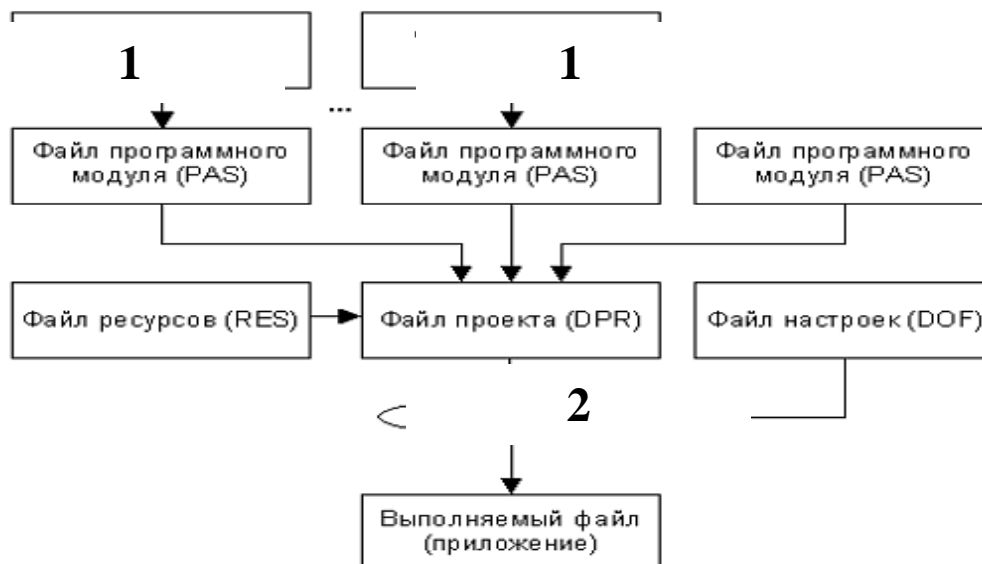 1
1
...
Файл программного
модуля (PAS)
Файл программного
модуля (PAS)
Файл программного
модуля (PAS)
Файл ресурсов (RES)
Файл проекта (DPR)
Файл настроек (DOF)
2
Выполняемый файл
(приложение)